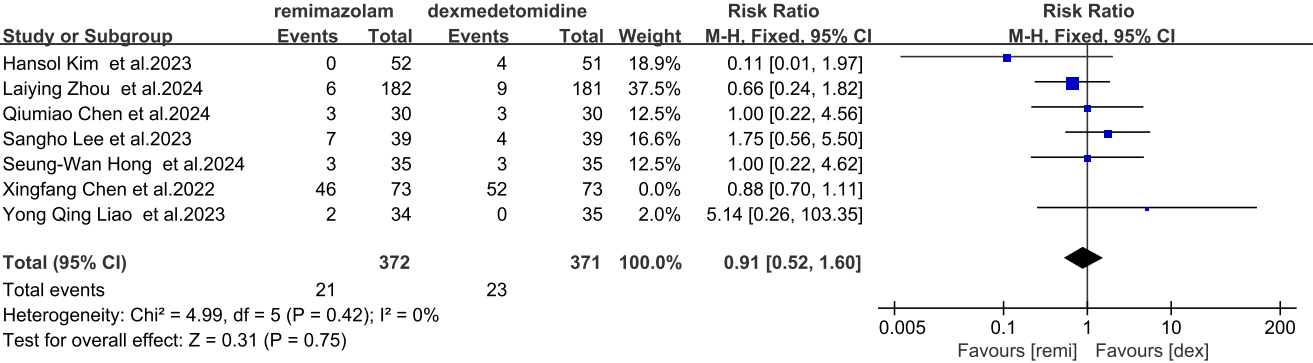 remimazolam dexmedetomidine Risk Ratio Risk Ratio
Study or Subgroup Events Total Events Total Weight M-H, Fixed, 95% CI M-H, Fixed, 95% CI
Hansol Kim et al.2023 0 52 4 51 18.9% 0.11 [0.01, 1.97]
Laiying Zhou et al.2024 6 182 9 181 37.5% 0.66 [0.24, 1.82]
Qiumiao Chen et al.2024 3 30 3 30 12.5% 1.00 [0.22, 4.56]
Sangho Lee et al.2023 7 39 4 39 16.6% 1.75 [0.56, 5.50]
Seung-Wan Hong et al.2024 3 35 3 35 12.5% 1.00 [0.22, 4.62]
Xingfang Chen et al.2022 46 73 52 73 0.0% 0.88 [0.70, 1.11]
Yong Qing Liao et al.2023 2 34 0 35 2.0% 5.14 [0.26, 103.35]
Total (95% CI) 372 371 100.0% 0.91 [0.52, 1.60]
Total events 21 23
Heterogeneity: Chi² = 4.99, df = 5 (P = 0.42); I² = 0%
Test for overall effect: Z = 0.31 (P = 0.75)
0.005 0.1 1 10 200
Favours [remi] Favours [dex]